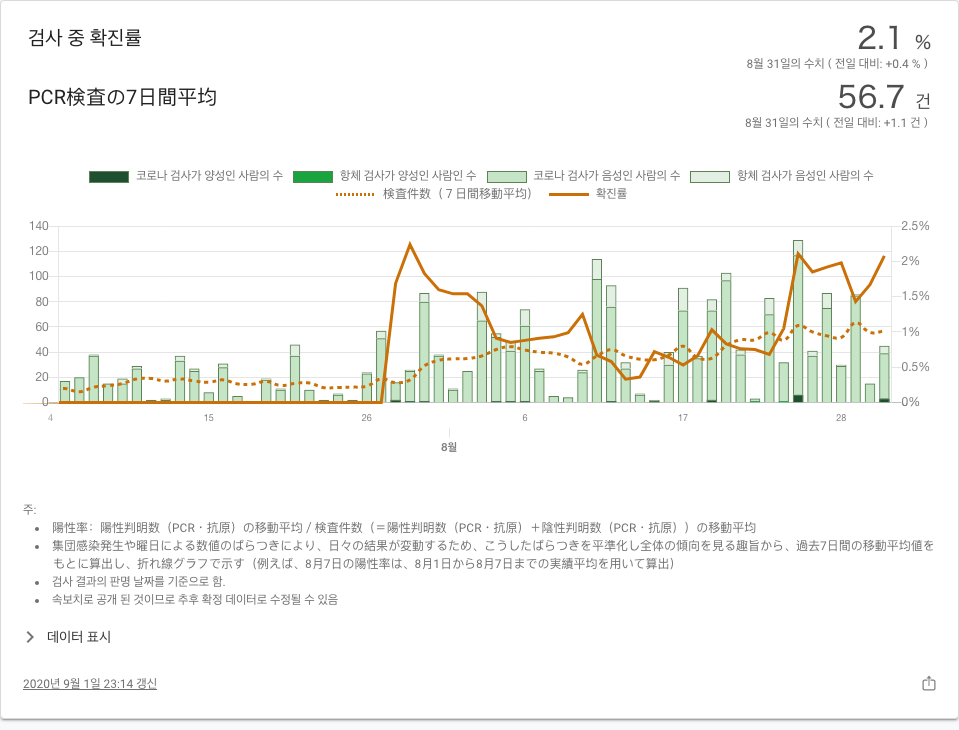 검사 중 확진률
2.1 %
8월 31일의 수치 ( 전일 대비: +0.4 % )
PCR検査の7日間平均
56.7 건
8월 31일의 수치 ( 전일 대비: +1.1 건 )
코로나 검사가 양성인 사람의 수 항체 검사가 양성인 사람인 수 코로나 검사가 음성인 사람의 수 항체 검사가 음성인 사람의 수
検査件数（７日間移動平均） 확진률
140 2.5%
120 2%
100
80 1.5%
60 1%
40 0.5%
20
0 0%
4 15 26 6 17 28
8월
주:
陽性率：陽性判明数（PCR・抗原）の移動平均 / 検査件数（＝陽性判明数（PCR・抗原）＋陰性判明数（PCR・抗原））の移動平均
集団感染発生や曜日による数値のばらつきにより、日々の結果が変動するため、こうしたばらつきを平準化し全体の傾向を見る趣旨から、過去7日間の移動平均値を
もとに算出し、折れ線グラフで示す（例えば、8月7日の陽性率は、8月1日から8月7日までの実績平均を用いて算出）
검사 결과의 판명 날짜를 기준으로 함.
속보치로 공개 된 것이므로 추후 확정 데이터로 수정될 수 있음
데이터 표시
2020년 9월 1일 23:14 갱신